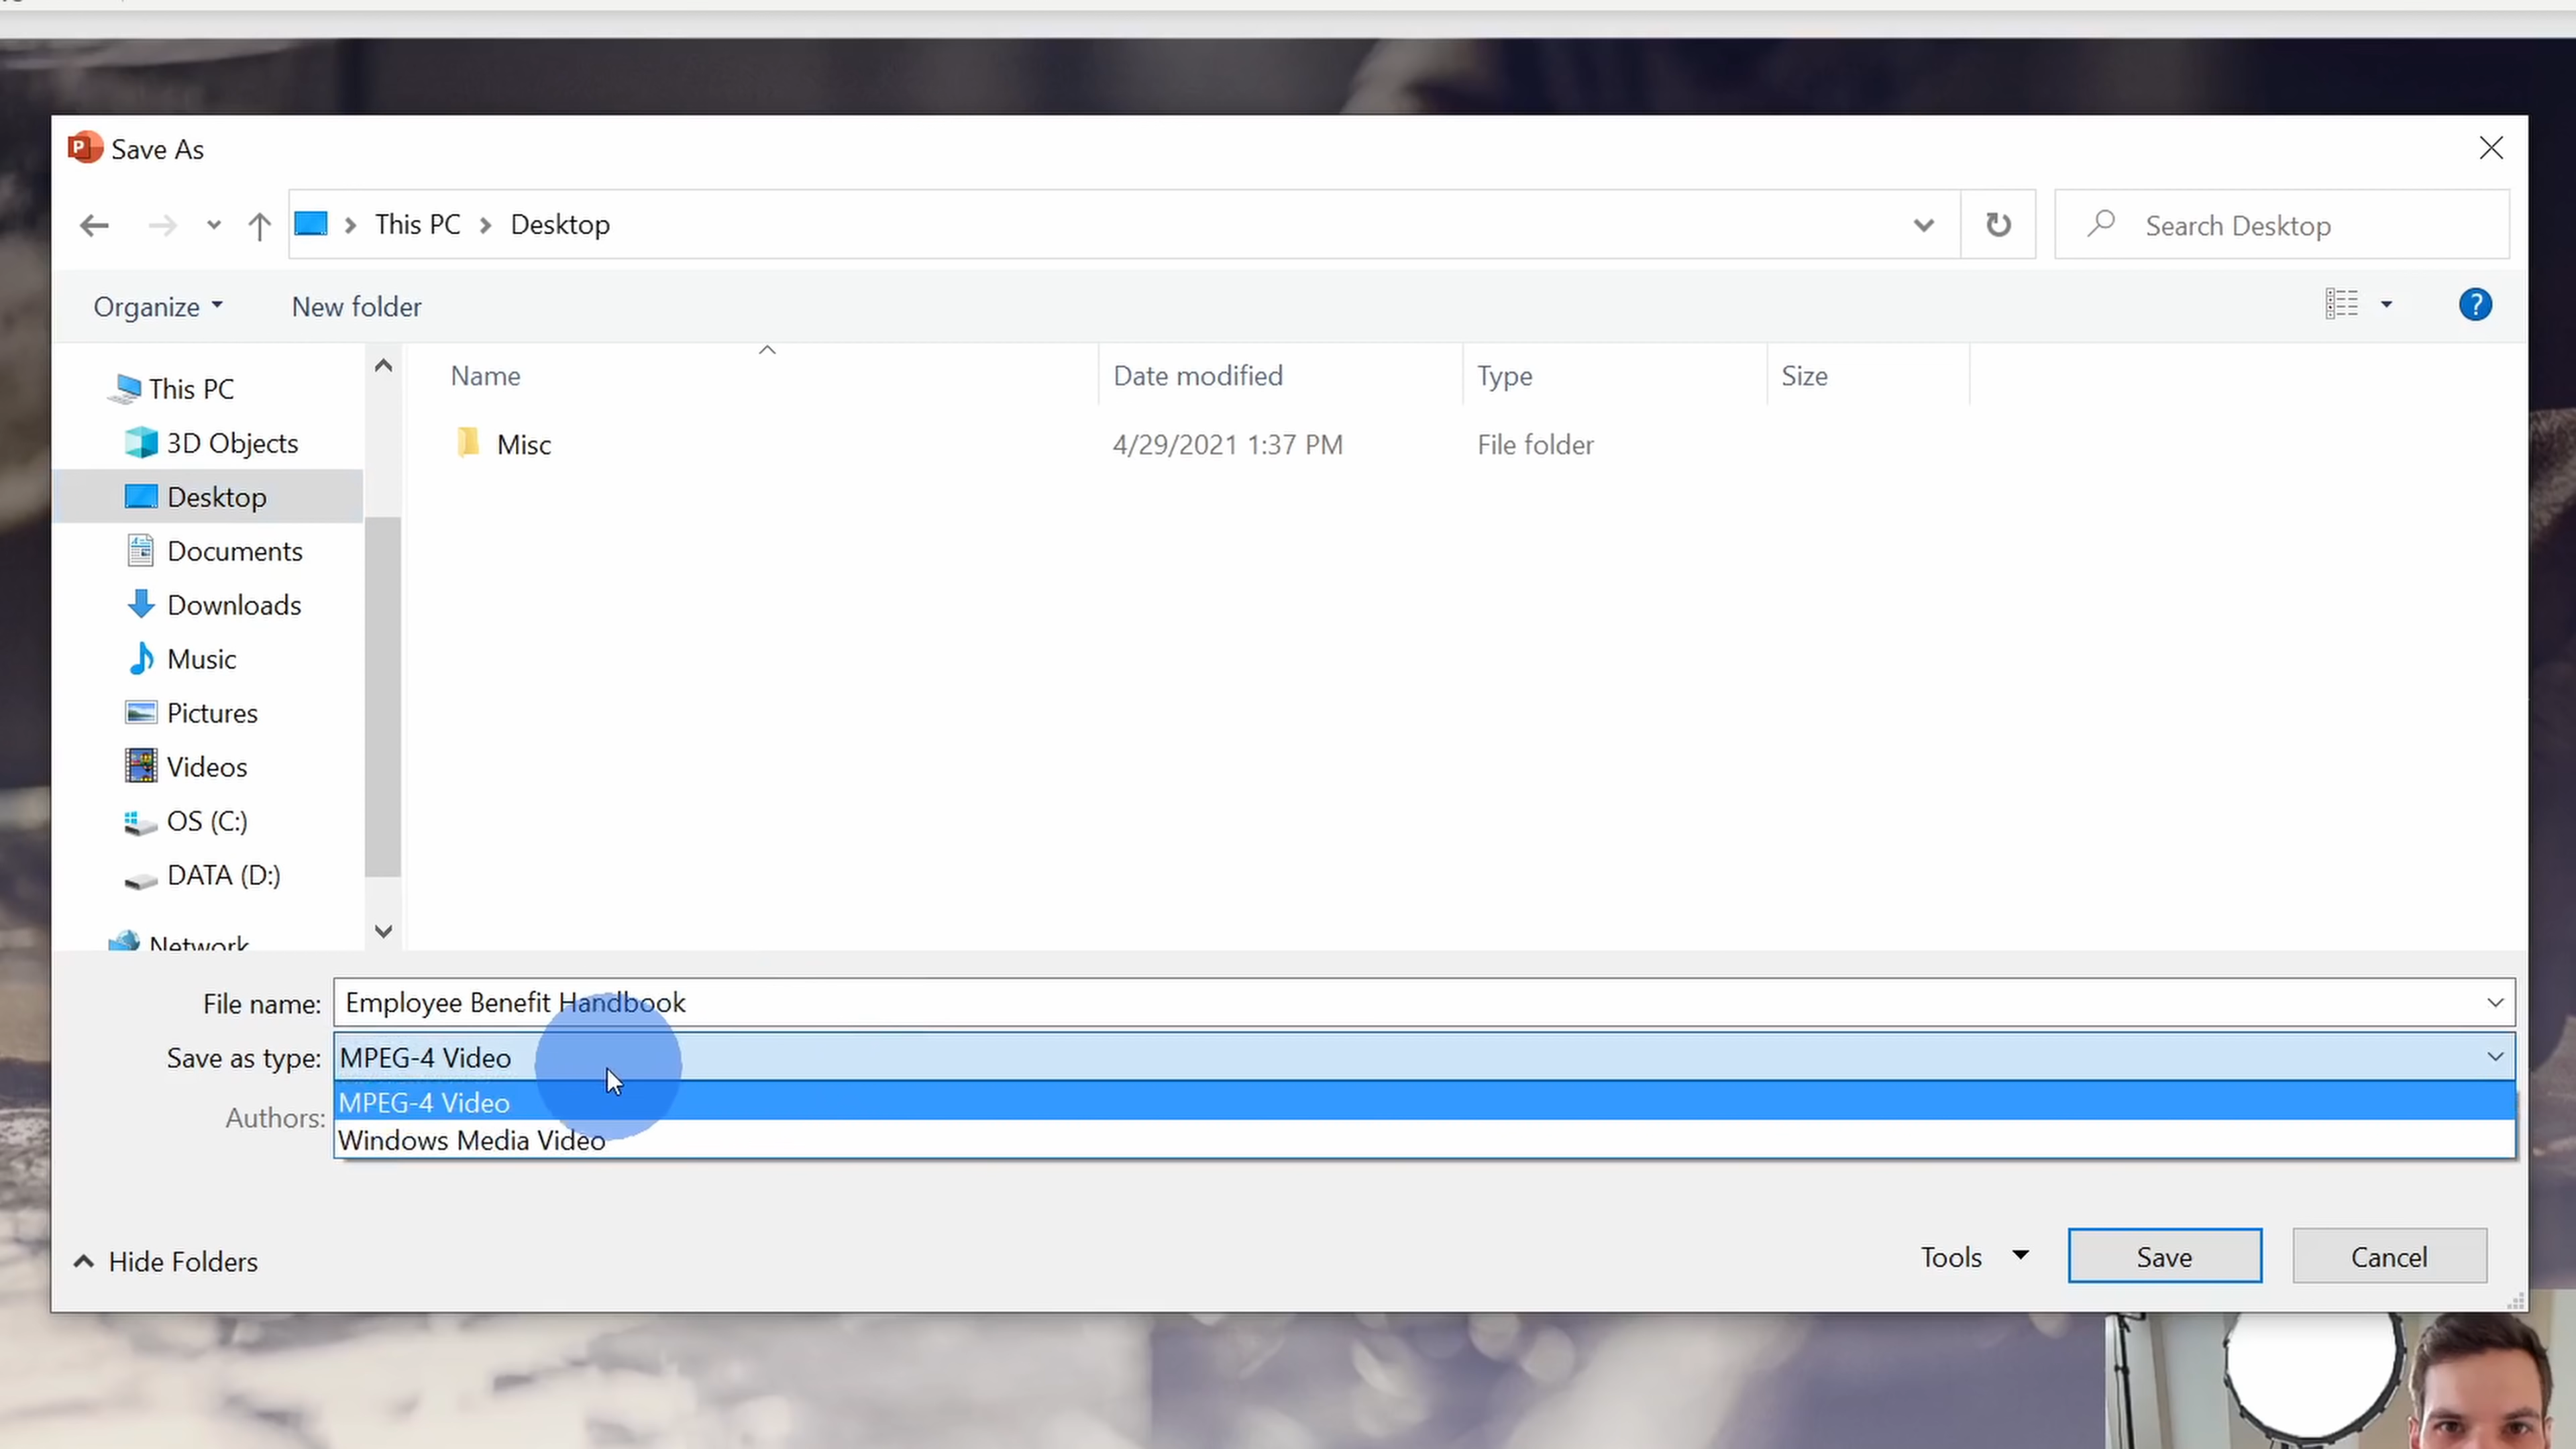 Save As
This PC > Desktop
Search Desktop
Organize
New folder
?
Name
Date modified
Type
Size
Misc
4/29/2021 1:37 PM
File folder
This PC
3D Objects
Desktop
Documents
Downloads
Music
Pictures
Videos
OS (C:)
DATA (D:)
Network
File name: Employee Benefit Handbook
Save as type: MPEG-4 Video
MPEG-4 Video
Windows Media Video
Authors:
Hide Folders
Tools
Save
Cancel